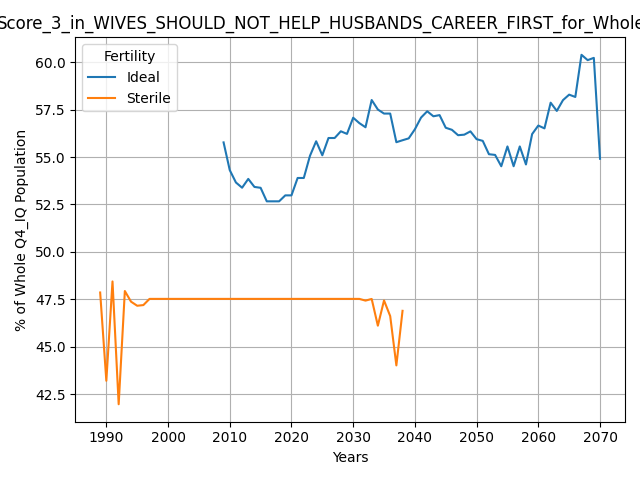 Score_3_in_WIVES_SHOULD_NOT_HELP_HUSBANDS_CAREER_FIRST_for_Whole
Fertility
Ideal
Sterile
60.0
57.5
55.0
52.5
50.0
47.5
45.0
42.5
% of Whole Q4_IQ Population
1990 2000 2010 2020 2030 2040 2050 2060 2070
Years